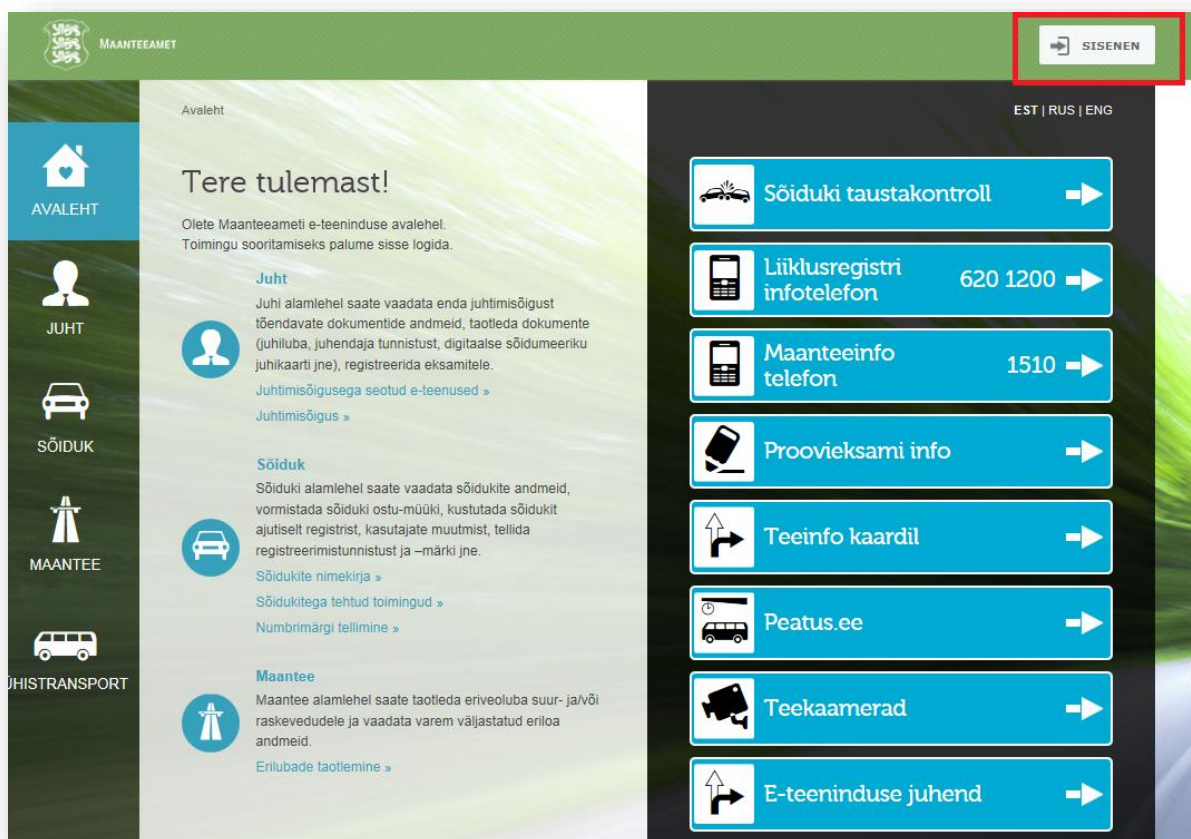 MAANTEEAMET
SISENEN
AVALEHT
JUHT
SÕIDUK
MAANTEE
ÜHISTRANSPORT
Avaleht
EST | RUS | ENG
Tere tulemast!
Olete Maanteeameti e-teeninduse avalehel.
Toimingu sooritamiseks palume sisse logida.
Juht
Juhi alamlehel saate vaadata enda juhtimisõigust
tõendavate dokumentide andmeid, taotleda dokumente
(juhiluba, juhendaja tunnistust, digitaalse sõidumeeriku
juhikaarti jne), registreerida eksamitele.
Juhtimisõigusega seotud e-teenused »
Juhtimisõigus »
Sõiduk
Sõiduki alamlehel saate vaadata sõidukite andmeid,
vormistada sõiduki ostu-müüki, kustutada sõidukit
ajutiselt registrist, kasutajate muutmist, tellida
registreerimistunnistust ja –märki jne.
Sõidukite nimekirja »
Sõidukitega tehtud toimingud »
Numbrimärgi tellimine »
Maantee
Maantee alamlehel saate taotleda eriveoluba suur- ja/või
raskevedudele ja vaadata varem väljastatud eriloa
andmeid.
Erilubade taotlemine »
Sõiduki taustakontroll
Liiklusregistri
infotelefon 620 1200
Maanteeinfo
telefon 1510
Proovieksami info
Teeinfo kaardil
Peatus.ee
Teekaamerad
E-teeninduse juhend